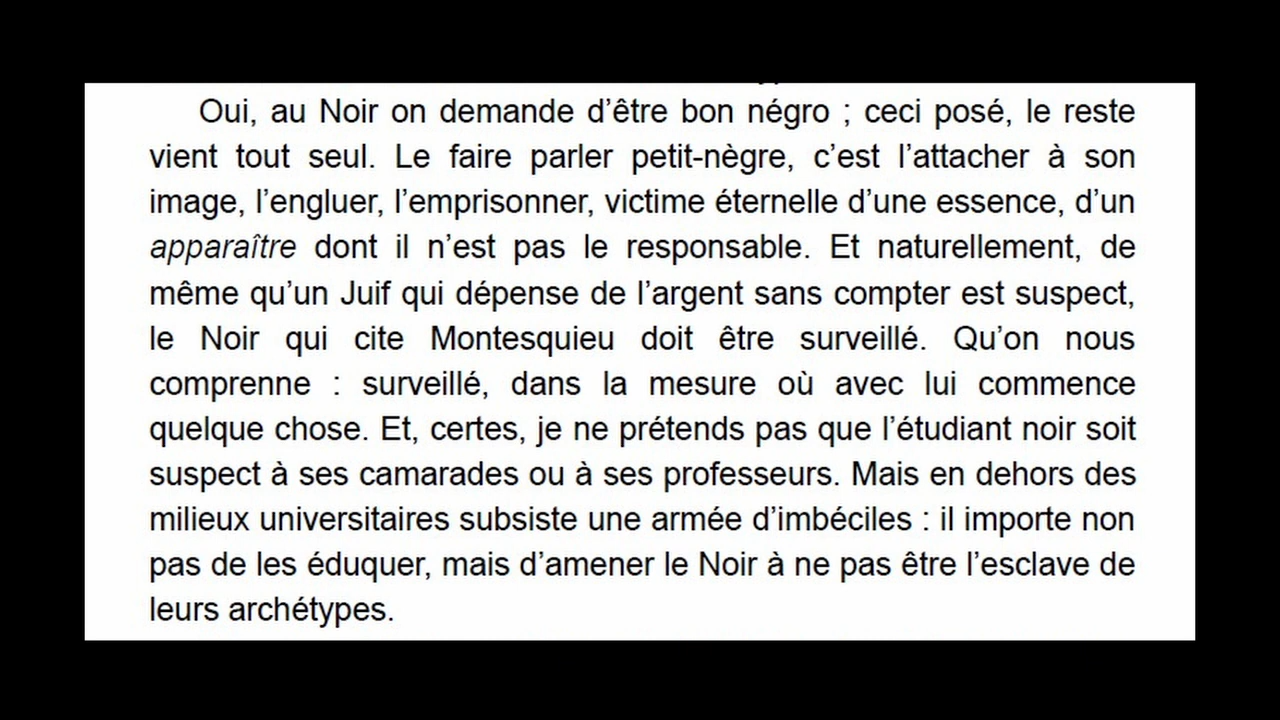 Oui, au Noir on demande d’être bon négro ; ceci posé, le reste
vient tout seul. Le faire parler petit-nègre, c’est l’attacher à son
image, l’engluer, l’emprisonner, victime éternelle d’une essence, d’un
apparaître dont il n’est pas le responsable. Et naturellement, de
même qu’un Juif qui dépense de l’argent sans compter est suspect,
le Noir qui cite Montesquieu doit être surveillé. Qu’on nous
comprenne : surveillé, dans la mesure où avec lui commence
quelque chose. Et, certes, je ne prétends pas que l’étudiant noir soit
suspect à ses camarades ou à ses professeurs. Mais en dehors des
milieux universitaires subsiste une armée d’imbéciles : il importe non
pas de les éduquer, mais d’amener le Noir à ne pas être l’esclave de
leurs archétypes.